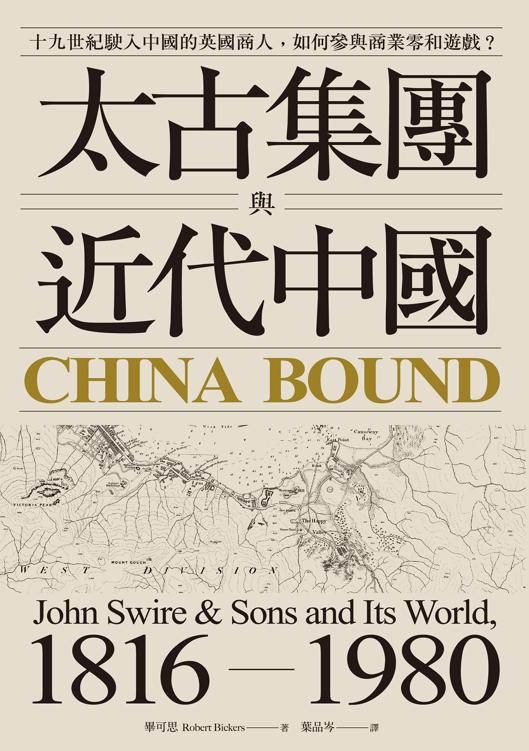 十九世紀駛入中國的英國商人，如何參與商業零和遊戲？
太古集團
與
近代中國
CHINA BOUND
Causeway Bay
East Point
VICTORIA PEAK
The Happy Valley
MOUNT GOUGH
WEST DIVISION
John Swire & Sons and Its World,
1816 — 1980
畢可思 Robert Bickers —— 著 葉品岑 —— 譯